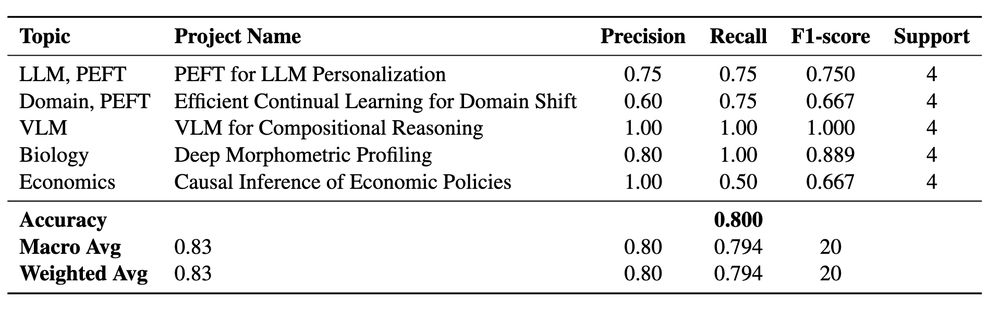 Topic Project Name Precision Recall F1-score Support
LLM, PEFT PEFT for LLM Personalization 0.75 0.75 0.750 4
Domain, PEFT Efficient Continual Learning for Domain Shift 0.60 0.75 0.667 4
VLM VLM for Compositional Reasoning 1.00 1.00 1.000 4
Biology Deep Morphometric Profiling 0.80 1.00 0.889 4
Economics Causal Inference of Economic Policies 1.00 0.50 0.667 4
Accuracy 0.800
Macro Avg 0.83 0.80 0.794 20
Weighted Avg 0.83 0.80 0.794 20